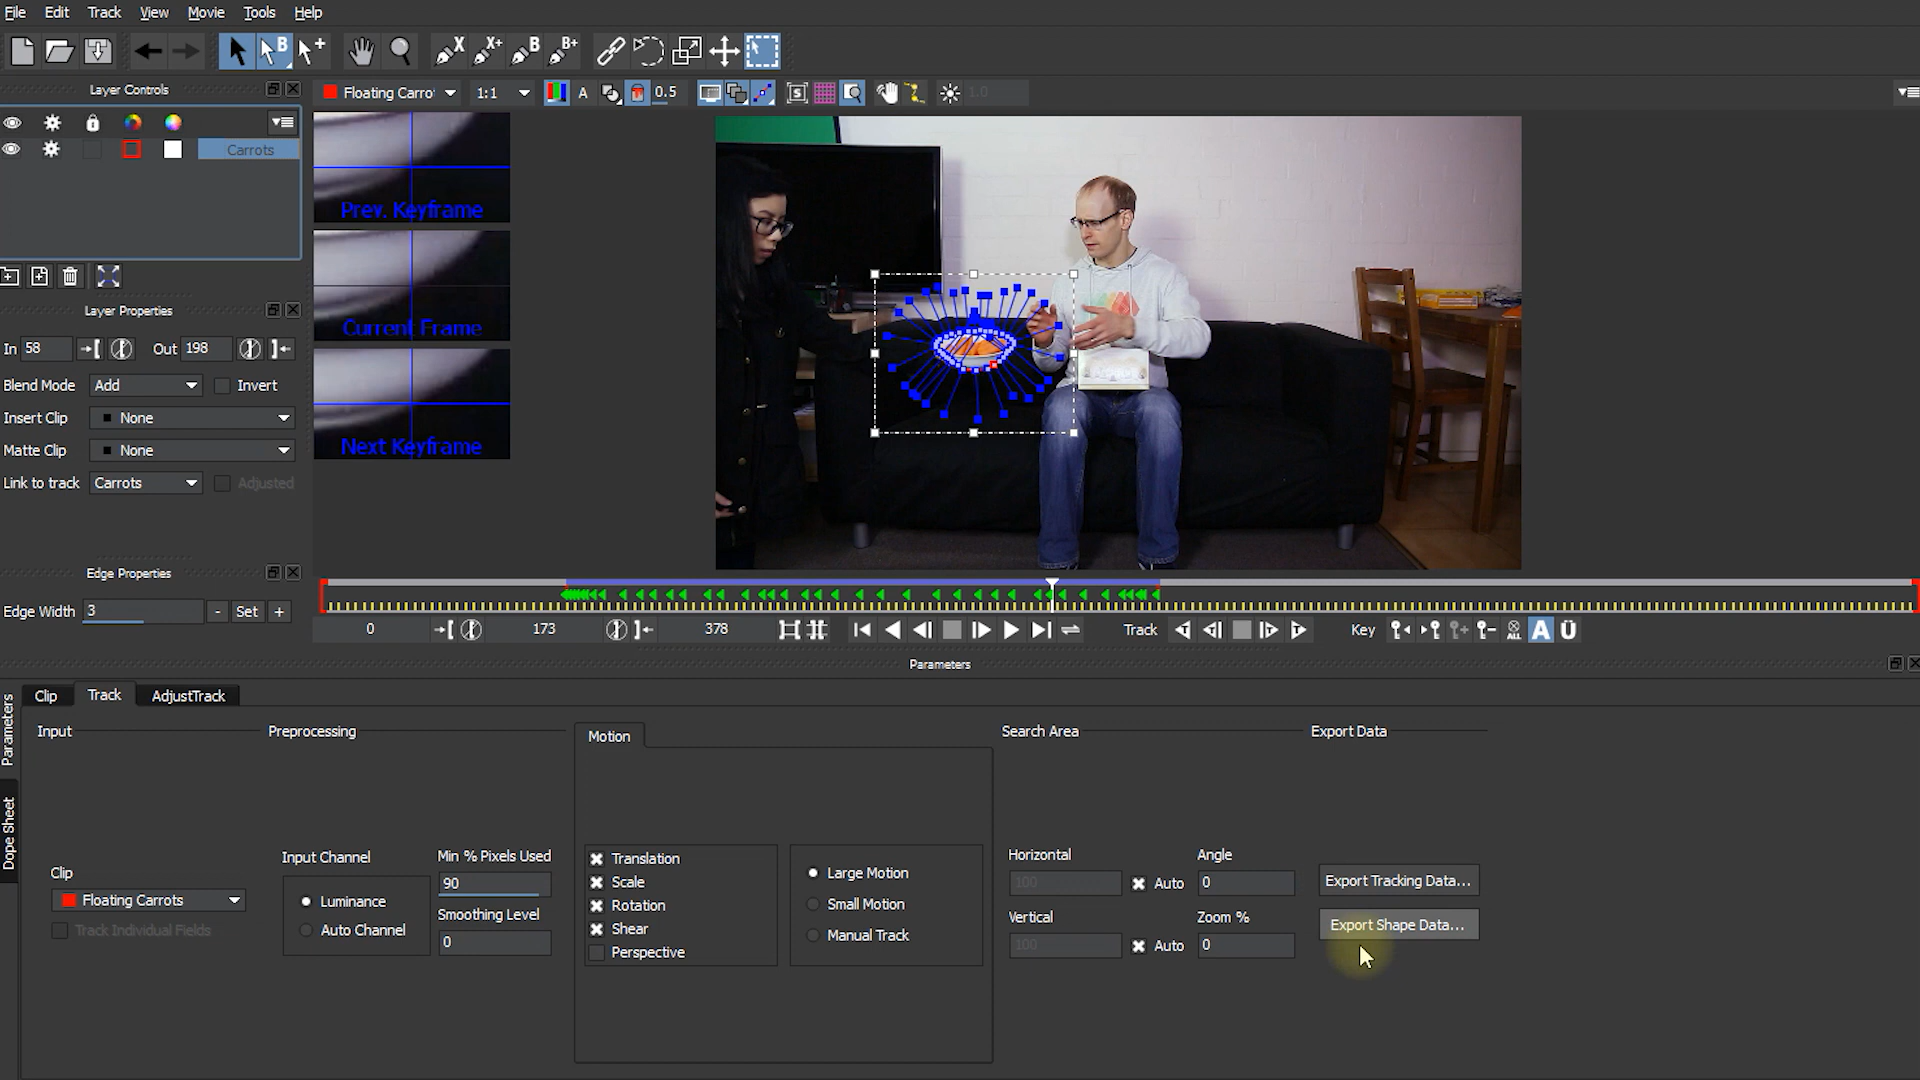 File Edit Track View Movie Tools Help
Layer Controls
Floating Carro 1:1 A 0.5 1.0
Carrots
Prev. Keyframe
Current Frame
Next Keyframe
Layer Properties
In 58 Out 198
Blend Mode Add Invert
Insert Clip None
Matte Clip None
Link to track Carrots Adjusted
Edge Properties
Edge Width 3 - Set +
0 173 378 Track Key ALL A Ü
Parameters
Parameters
Dope Sheet
Clip Track AdjustTrack
Input Preprocessing Motion Search Area Export Data
Clip
Floating Carrots
Track Individual Fields
Input Channel
Luminance
Auto Channel
Min % Pixels Used
90
Smoothing Level
0
Translation
Scale
Rotation
Shear
Perspective
Large Motion
Small Motion
Manual Track
Horizontal Angle
100 Auto 0
Vertical Zoom %
100 Auto 0
Export Tracking Data...
Export Shape Data...